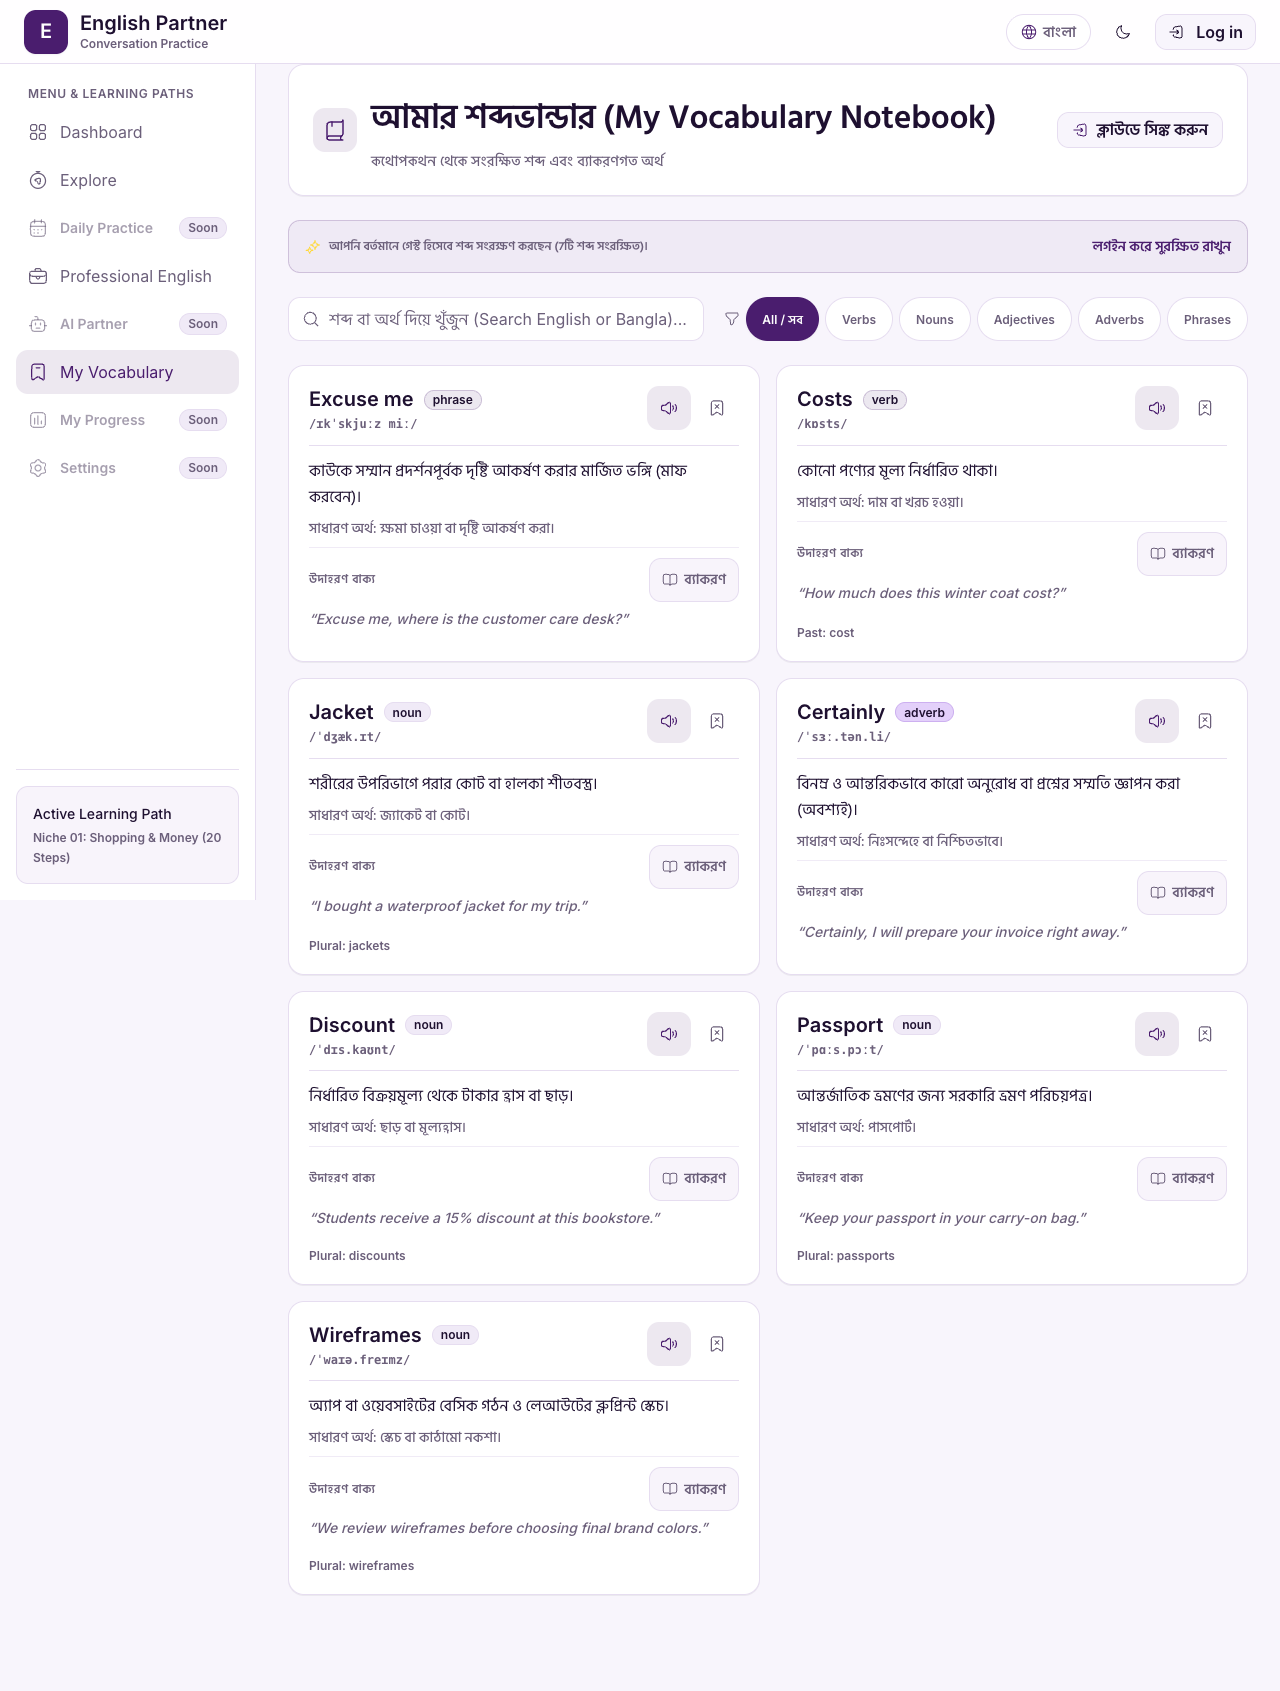 E
English Partner
Conversation Practice
বাংলা
Log in
MENU & LEARNING PATHS
Dashboard
Explore
Daily Practice Soon
Professional English
AI Partner Soon
My Vocabulary
My Progress Soon
Settings Soon
Active Learning Path
Niche 01: Shopping & Money (20
Steps)
আমার শব্দভান্ডার (My Vocabulary Notebook)
কথোপকথন থেকে সংরক্ষিত শব্দ এবং ব্যাকরণগত অর্থ
ক্লাউডে সিঙ্ক করুন
আপনি বর্তমানে গেস্ট হিসেবে শব্দ সংরক্ষণ করছেন (7টি শব্দ সংরক্ষিত)।
লগইন করে সুরক্ষিত রাখুন
শব্দ বা অর্থ দিয়ে খুঁজুন (Search English or Bangla)...
All / সব
Verbs
Nouns
Adjectives
Adverbs
Phrases
Excuse me phrase
/ɪkˈskjuːz miː/
কাউকে সম্মান প্রদর্শনপূর্বক দৃষ্টি আকর্ষণ করার মার্জিত ভঙ্গি (মাফ
করবেন)।
সাধারণ অর্থ: ক্ষমা চাওয়া বা দৃষ্টি আকর্ষণ করা।
উদাহরণ বাক্য
ব্যাকরণ
“Excuse me, where is the customer care desk?”
Costs verb
/kɒsts/
কোনো পণ্যের মূল্য নির্ধারিত থাকা।
সাধারণ অর্থ: দাম বা খরচ হওয়া।
উদাহরণ বাক্য
ব্যাকরণ
“How much does this winter coat cost?”
Past: cost
Jacket noun
/ˈdʒæk.ɪt/
শরীরের উপরিভাগে পরার কোট বা হালকা শীতবস্ত্র।
সাধারণ অর্থ: জ্যাকেট বা কোট।
উদাহরণ বাক্য
ব্যাকরণ
“I bought a waterproof jacket for my trip.”
Plural: jackets
Certainly adverb
/ˈsɜː.tən.li/
বিনম্র ও আন্তরিকভাবে কারো অনুরোধ বা প্রশ্নের সম্মতি জ্ঞাপন করা
(অবশ্যই)।
সাধারণ অর্থ: নিঃসন্দেহে বা নিশ্চিতভাবে।
উদাহরণ বাক্য
ব্যাকরণ
“Certainly, I will prepare your invoice right away.”
Discount noun
/ˈdɪs.kaʊnt/
নির্ধারিত বিক্রয়মূল্য থেকে টাকার হ্রাস বা ছাড়।
সাধারণ অর্থ: ছাড় বা মূল্যহ্রাস।
উদাহরণ বাক্য
ব্যাকরণ
“Students receive a 15% discount at this bookstore.”
Plural: discounts
Passport noun
/ˈpɑːs.pɔːt/
আন্তর্জাতিক ভ্রমণের জন্য সরকারি ভ্রমণ পরিচয়পত্র।
সাধারণ অর্থ: পাসপোর্ট।
উদাহরণ বাক্য
ব্যাকরণ
“Keep your passport in your carry-on bag.”
Plural: passports
Wireframes noun
/ˈwaɪə.freɪmz/
অ্যাপ বা ওয়েবসাইটের বেসিক গঠন ও লেআউটের ব্লুপ্রিন্ট স্কেচ।
সাধারণ অর্থ: স্কেচ বা কাঠামো নকশা।
উদাহরণ বাক্য
ব্যাকরণ
“We review wireframes before choosing final brand colors.”
Plural: wireframes